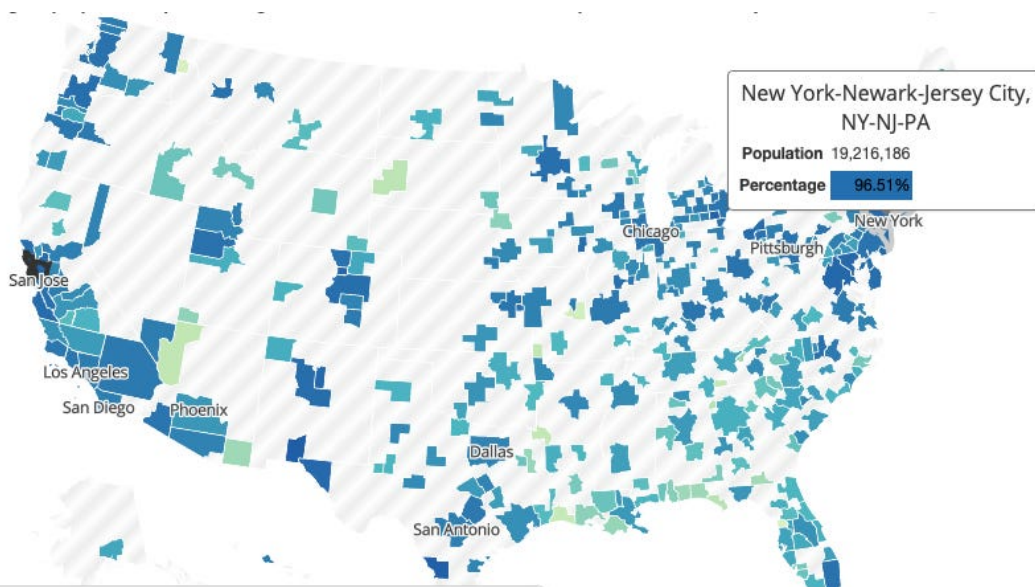 New York-Newark-Jersey City,
NY-NJ-PA
Population 19,216,186
Percentage 96.51%
New York
Chicago
Pittsburgh
San Jose
Los Angeles
San Diego
Phoenix
Dallas
San Antonio